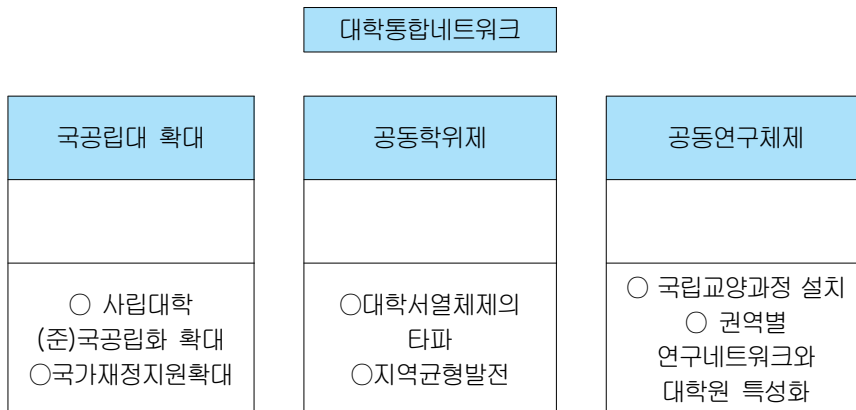 대학통합네트워크
국공립대 확대
공동학위제
공동연구체제
○ 사립대학
(준)국공립화 확대
○국가재정지원확대
○대학서열체제의
타파
○지역균형발전
○ 국립교양과정 설치
○ 권역별
연구네트워크와
대학원 특성화